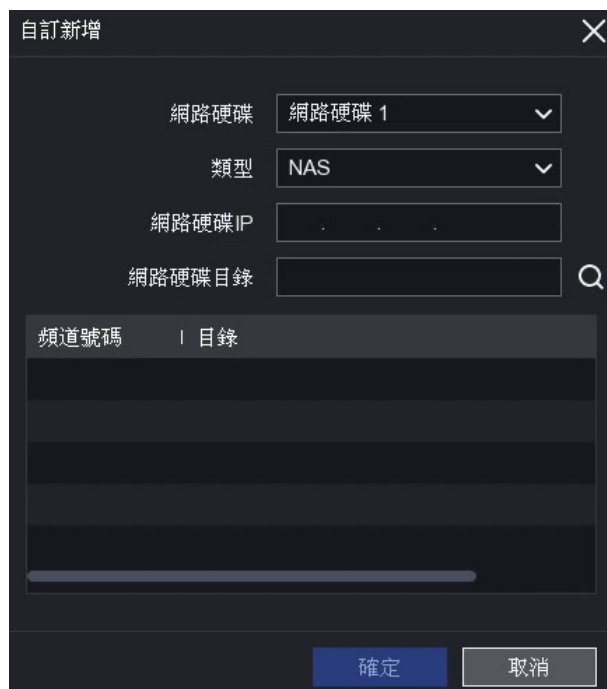 自訂新增
網路硬碟 網路硬碟 1
類型 NAS
網路硬碟IP . . .
網路硬碟目錄
頻道號碼 | 目錄
確定 取消